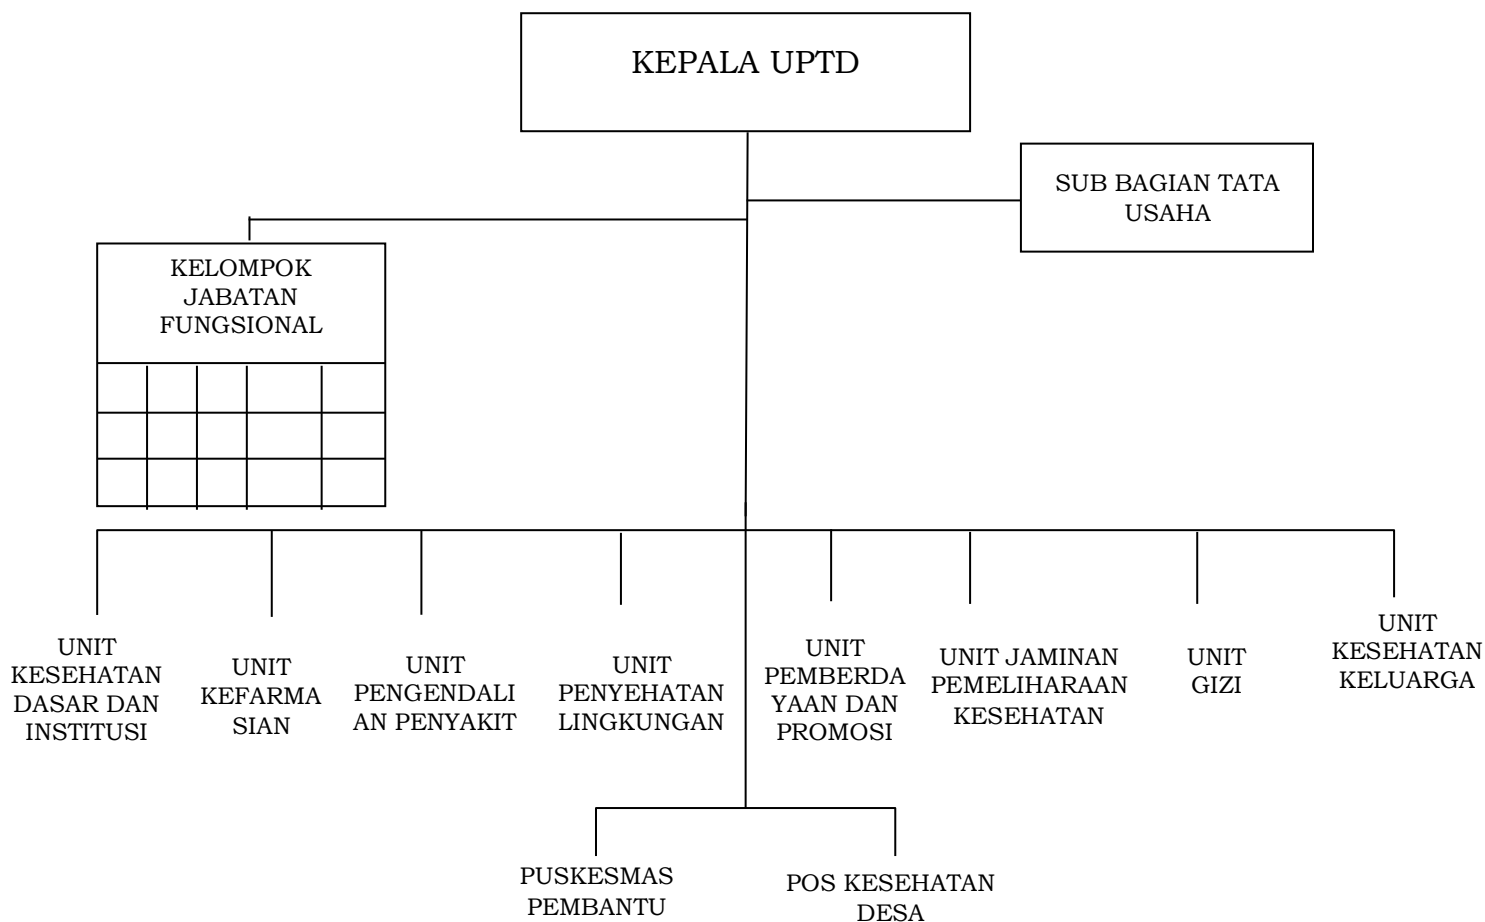 KEPALA UPTD
SUB BAGIAN TATA
USAHA
KELOMPOK
JABATAN
FUNGSIONAL
UNIT
KESEHATAN
DASAR DAN
INSTITUSI
UNIT
KEFARMA
SIAN
UNIT
PENGENDALI
AN PENYAKIT
UNIT
PENYEHATAN
LINGKUNGAN
UNIT
PEMBERDA
YAAN DAN
PROMOSI
UNIT JAMINAN
PEMELIHARAAN
KESEHATAN
UNIT
GIZI
UNIT
KESEHATAN
KELUARGA
PUSKESMAS
PEMBANTU
POS KESEHATAN
DESA